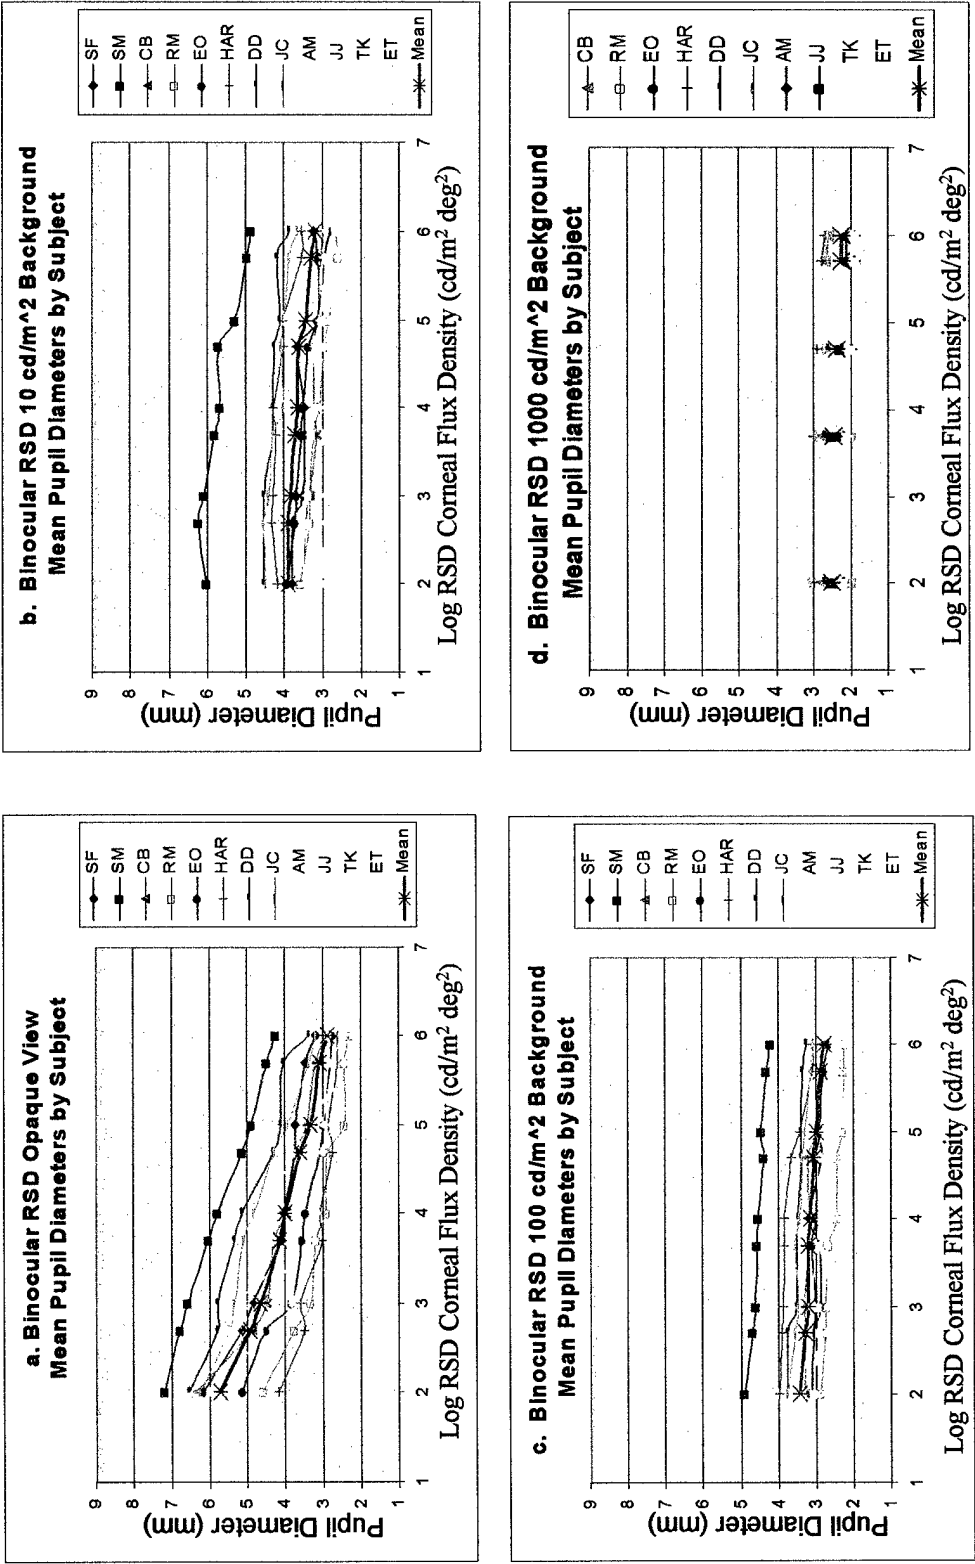 a. Binocular RSD Opaque View
Mean Pupil Diameters by Subject
Pupil Diameter (mm)
9
8
7
6
5
4
3
2
1
1 2 3 4 5 6 7
Log RSD Corneal Flux Density (cd/m² deg²)
SF
SM
CB
RM
EO
HAR
DD
JC
AM
JJ
TK
ET
Mean
b. Binocular RSD 10 cd/m^2 Background
Mean Pupil Diameters by Subject
Pupil Diameter (mm)
9
8
7
6
5
4
3
2
1
1 2 3 4 5 6 7
Log RSD Corneal Flux Density (cd/m² deg²)
SF
SM
CB
RM
EO
HAR
DD
JC
AM
JJ
TK
ET
Mean
c. Binocular RSD 100 cd/m^2 Background
Mean Pupil Diameters by Subject
Pupil Diameter (mm)
9
8
7
6
5
4
3
2
1
1 2 3 4 5 6 7
Log RSD Corneal Flux Density (cd/m² deg²)
SF
SM
CB
RM
EO
HAR
DD
JC
AM
JJ
TK
ET
Mean
d. Binocular RSD 1000 cd/m^2 Background
Mean Pupil Diameters by Subject
Pupil Diameter (mm)
9
8
7
6
5
4
3
2
1
1 2 3 4 5 6 7
Log RSD Corneal Flux Density (cd/m² deg²)
CB
RM
EO
HAR
DD
JC
AM
JJ
TK
ET
Mean